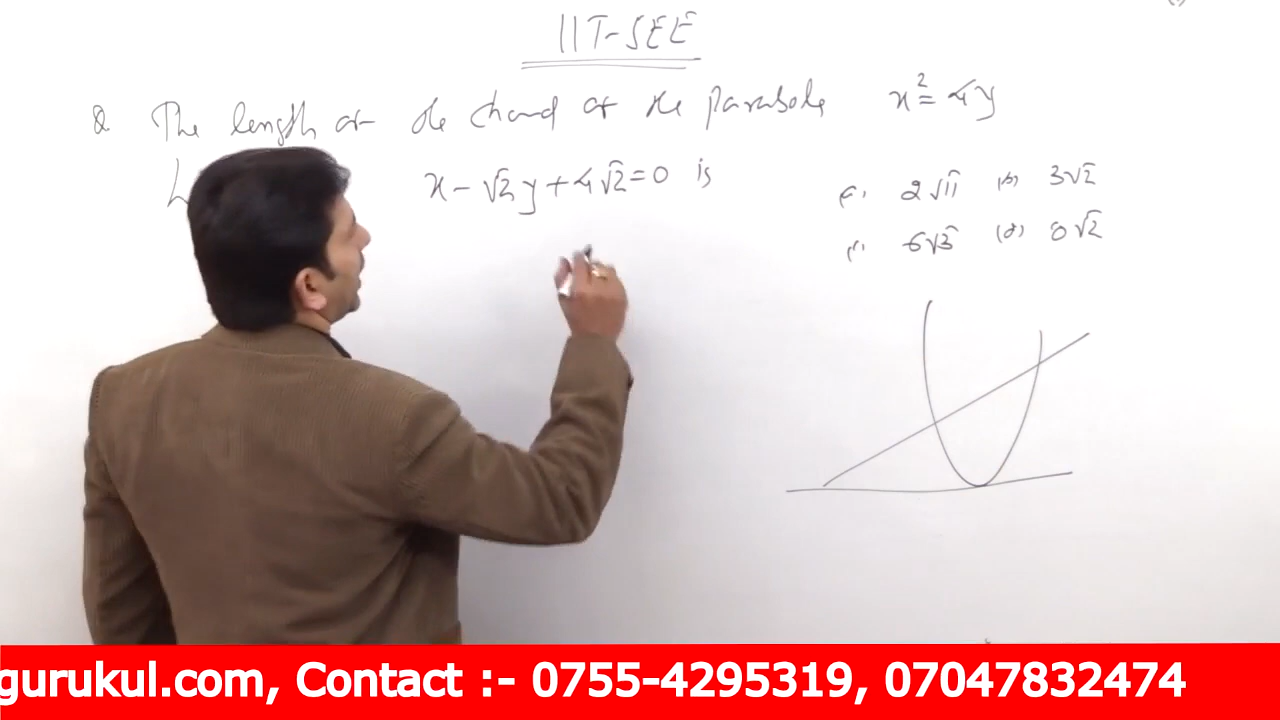 IIT-JEE
Q The length of the chord of the Parabola x² = 4y
x - √2y + 4√2 = 0 is
2√11 (b) 3√2
6√3 (d) 8√2
gurukul.com, Contact :- 0755-4295319, 07047832474